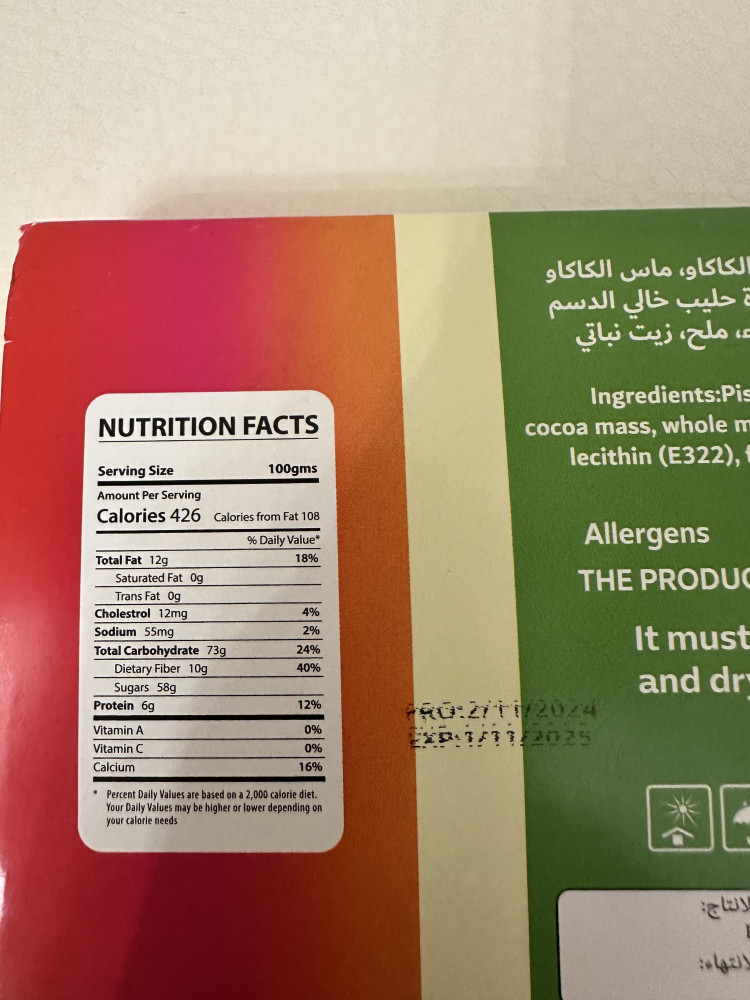 NUTRITION FACTS
Serving Size 100gms
Amount Per Serving
Calories 426 Calories from Fat 108
% Daily Value*
Total Fat 12g 18%
Saturated Fat 0g
Trans Fat 0g
Cholestrol 12mg 4%
Sodium 55mg 2%
Total Carbohydrate 73g 24%
Dietary Fiber 10g 40%
Sugars 58g
Protein 6g 12%
Vitamin A 0%
Vitamin C 0%
Calcium 16%
* Percent Daily Values are based on a 2,000 calorie diet.
Your Daily Values may be higher or lower depending on
your calorie needs
PRO:2/11/2024
EXP:1/11/2025
الكاكاو، ماس الكاكاو
حليب خالي الدسم
ملح، زيت نباتي
Ingredients:Pis
cocoa mass, whole m
lecithin (E322),
Allergens
THE PRODUC
It must
and dry